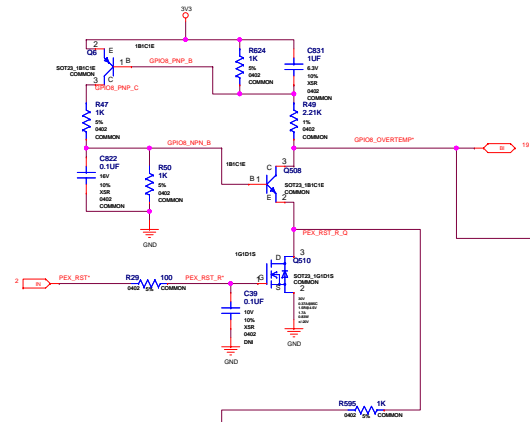 3V3
2
E
Q6
1B1C1E
1 B
GPIO8_PNP_B
SOT23_1B1C1E
COMMON
C
3
GPIO8_PNP_C
R624
1K
5%
0402
COMMON
C831
1UF
6.3V
10%
X5R
0402
COMMON
R47
1K
5%
0402
COMMON
R49
2.21K
1%
0402
COMMON
GPIO8_OVERTEMP*
BI
19
GPIO8_NPN_B
C822
0.1UF
16V
10%
X5R
0402
COMMON
R50
1K
5%
0402
COMMON
GND
1B1C1E
C
3
B 1
Q508
SOT23_1B1C1E
COMMON
E
2
PEX_RST_R_Q
1G1D1S
D
3
Q510
1
G
SOT23_1G1D1S
COMMON
S
2
GND
2
IN
PEX_RST*
R29
100
0402
5%
COMMON
PEX_RST_R*
C39
0.1UF
10V
10%
X5R
0402
DNI
GND
R595
1K
0402
5%
COMMON